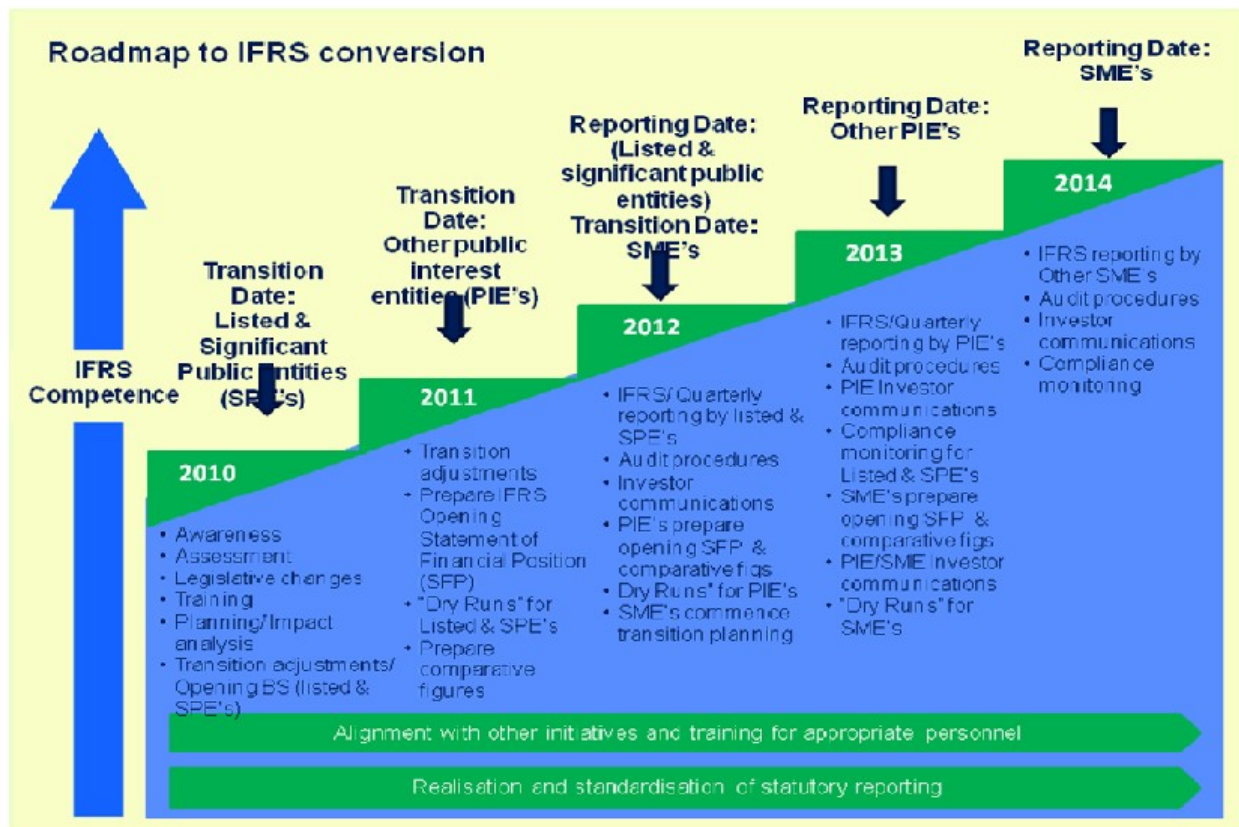 Roadmap to IFRS conversion
IFRS
Competence
Transition
Date:
Listed &
Significant
Public Entities
(SPE's)
Transition
Date:
Other public
interest
entities (PIE's)
Reporting Date:
(Listed &
significant public
entities)
Transition Date:
SME's
Reporting Date:
Other PIE's
Reporting Date:
SME's
2010
• Awareness
• Assessment
• Legislative changes
• Training
• Planning/Impact
analysis
• Transition adjustments/
Opening BS (listed &
SPE's)
2011
• Transition
adjustments
• Prepare IFRS
Opening
Statement of
Financial Position
(SFP)
• "Dry Runs" for
Listed & SPE's
• Prepare
comparative
figures
2012
• IFRS/ Quarterly
reporting by listed &
SPE's
• Audit procedures
• Investor
communications
• PIE's prepare
opening SFP & 
comparative figs
• Dry Runs" for PIE's
• SME's commence
transition planning
2013
• IFRS/Quarterly
reporting by PIE's
• Audit procedures
• PIE Investor
communications
• Compliance
monitoring for
Listed & SPE's
• SME's prepare
opening SFP &
comparative figs
• PIE/SME Investor
communications
• "Dry Runs" for
SME's
2014
• IFRS reporting by
Other SME's
• Audit procedures
• Investor
communications
• Compliance
monitoring
Alignment with other initiatives and training for appropriate personnel
Realisation and standardisation of statutory reporting